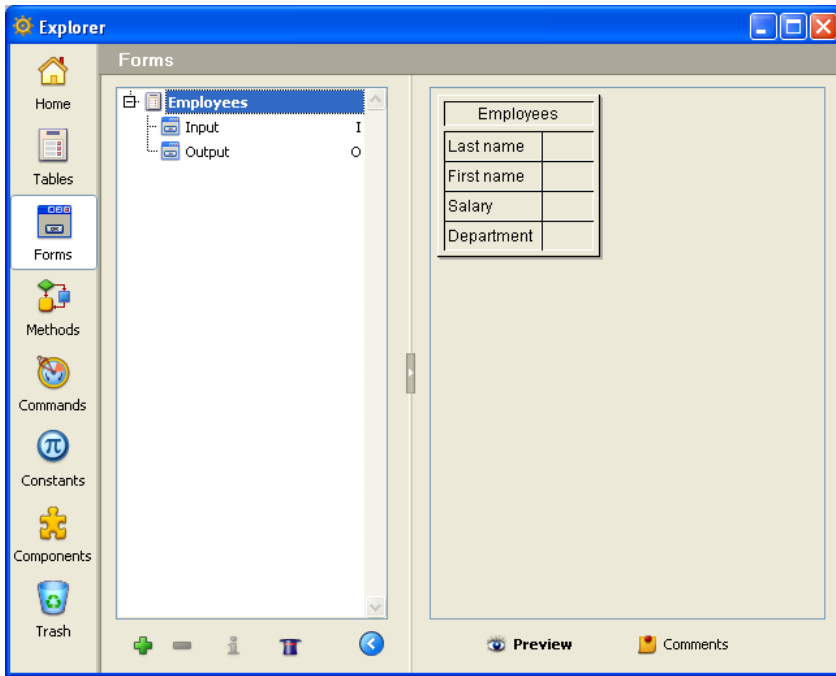 Explorer
Forms
Home
Tables
Forms
Methods
Commands
π
Constants
Components
Trash
Employees
Input I
Output O
Employees
Last name
First name
Salary
Department
Preview
Comments